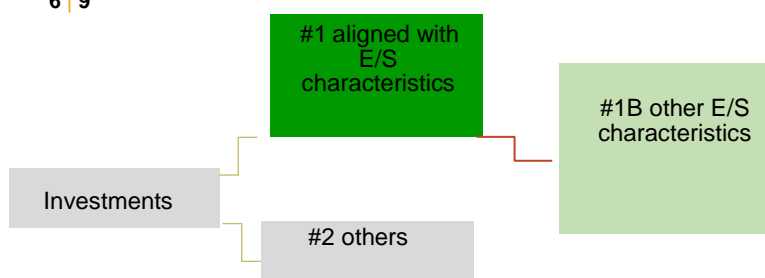 6 | 9
#1 aligned with
E/S
characteristics
#1B other E/S
characteristics
Investments
#2 others